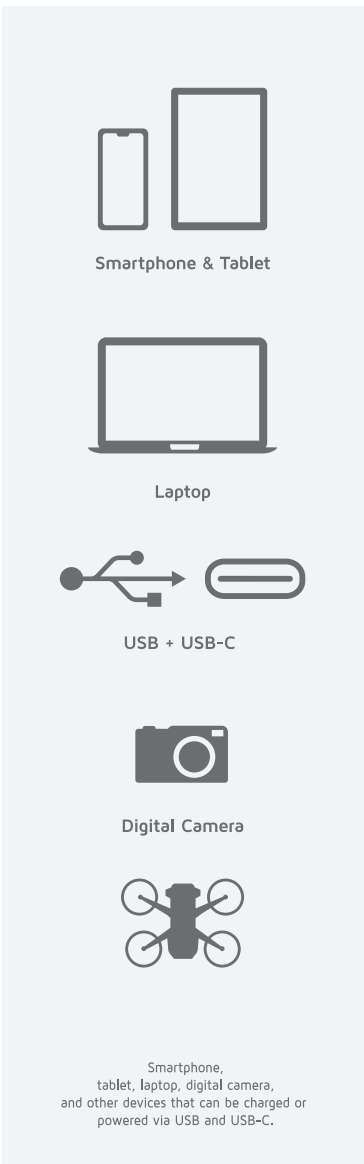 Smartphone & Tablet
Laptop
USB + USB-C
Digital Camera
Smartphone,
tablet, laptop, digital camera,
and other devices that can be charged or
powered via USB and USB-C.